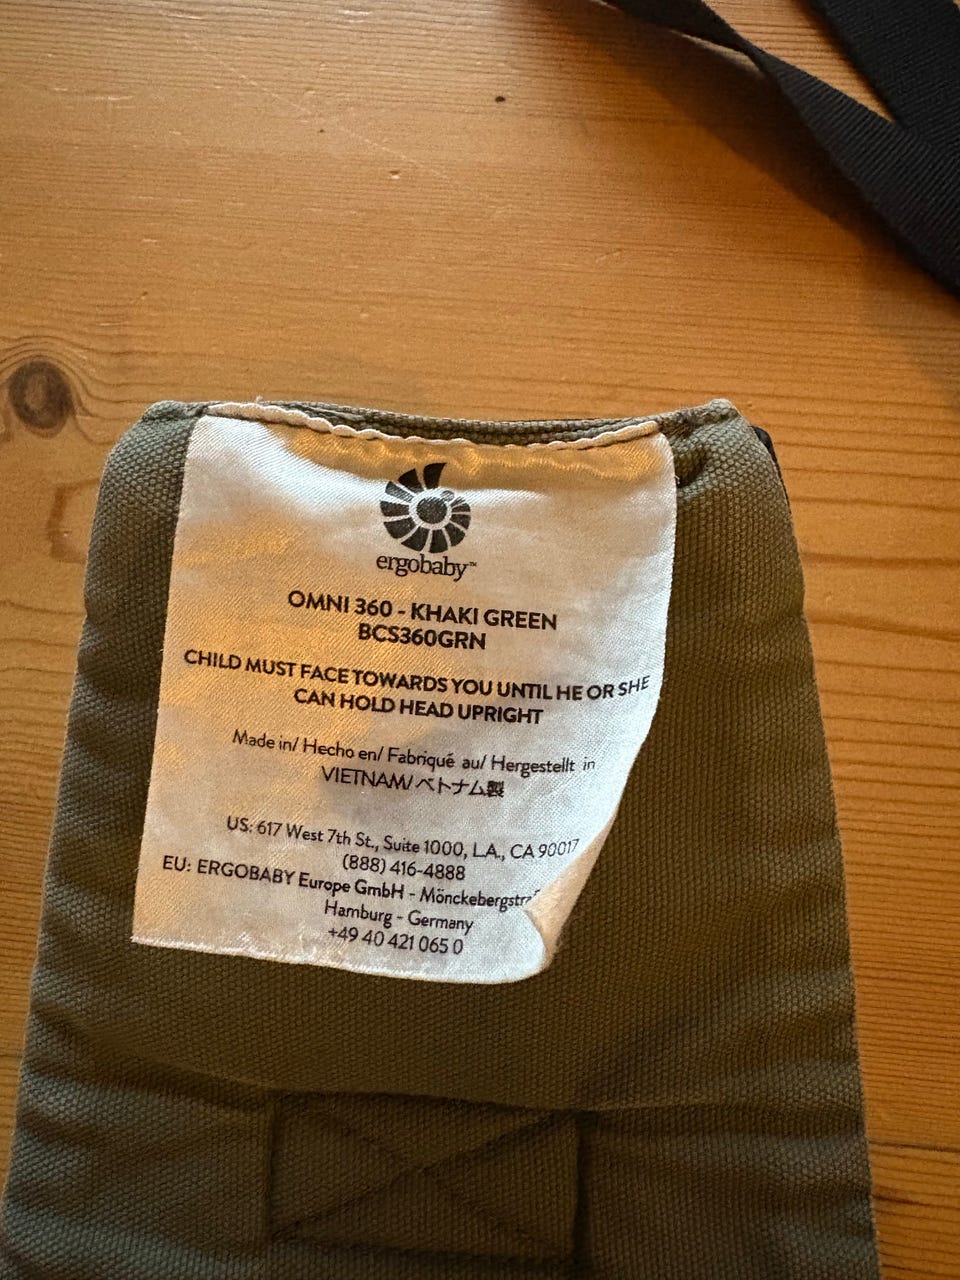 ergobaby™
OMNI 360 - KHAKI GREEN
BCS360GRN
CHILD MUST FACE TOWARDS YOU UNTIL HE OR SHE
CAN HOLD HEAD UPRIGHT
Made in/ Hecho en/ Fabriqué au/ Hergestellt in
VIETNAM/ ベトナム製
US: 617 West 7th St., Suite 1000, L.A., CA 90017
(888) 416-4888
EU: ERGOBABY Europe GmbH -
Hamburg - Germany
+49 40 421 065 0